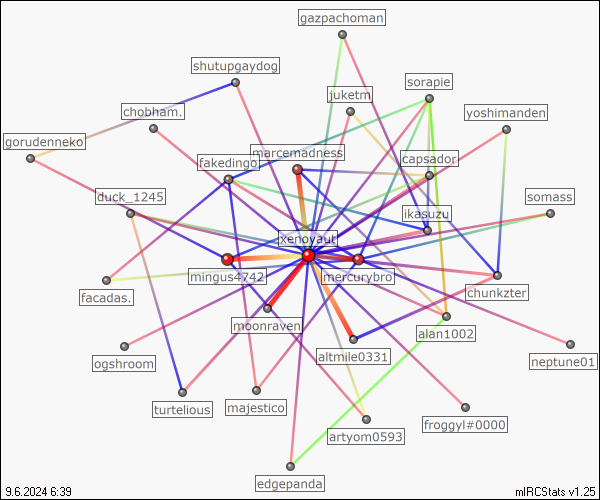 gazpachoman
shutupgaydog
sorapie
juketm
chobham.
yoshimanden
gorudenneko
marcemadness
fakedingo
capsador
duck_1245
somass
ikasuzu
xenoyaut
mingus4742
mercurybro
facadas.
chunkzter
moonraven
alan1002
altmile0331
ogshroom
neptune01
turtelious
majestico
froggyl#0000
artyom0593
edgepanda
9.6.2024 6:39
mIRCStats v1.25